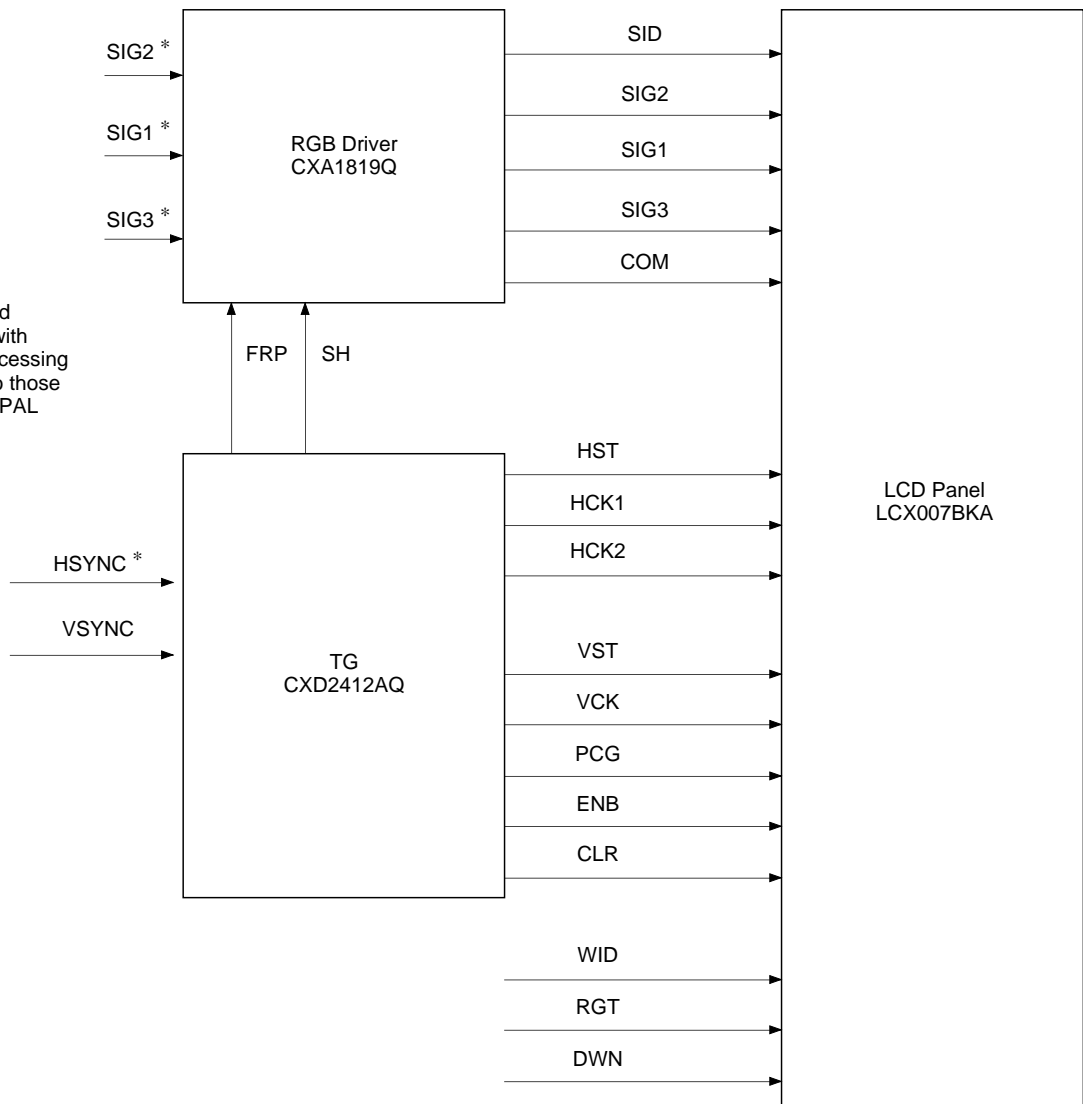 SIG2 *
SIG1 *
SIG3 *
RGB Driver
CXA1819Q
SID
SIG2
SIG1
SIG3
COM
FRP
SH
d
with
cessing
o those
PAL
HSYNC *
VSYNC
TG
CXD2412AQ
HST
HCK1
HCK2
VST
VCK
PCG
ENB
CLR
WID
RGT
DWN
LCD Panel
LCX007BKA